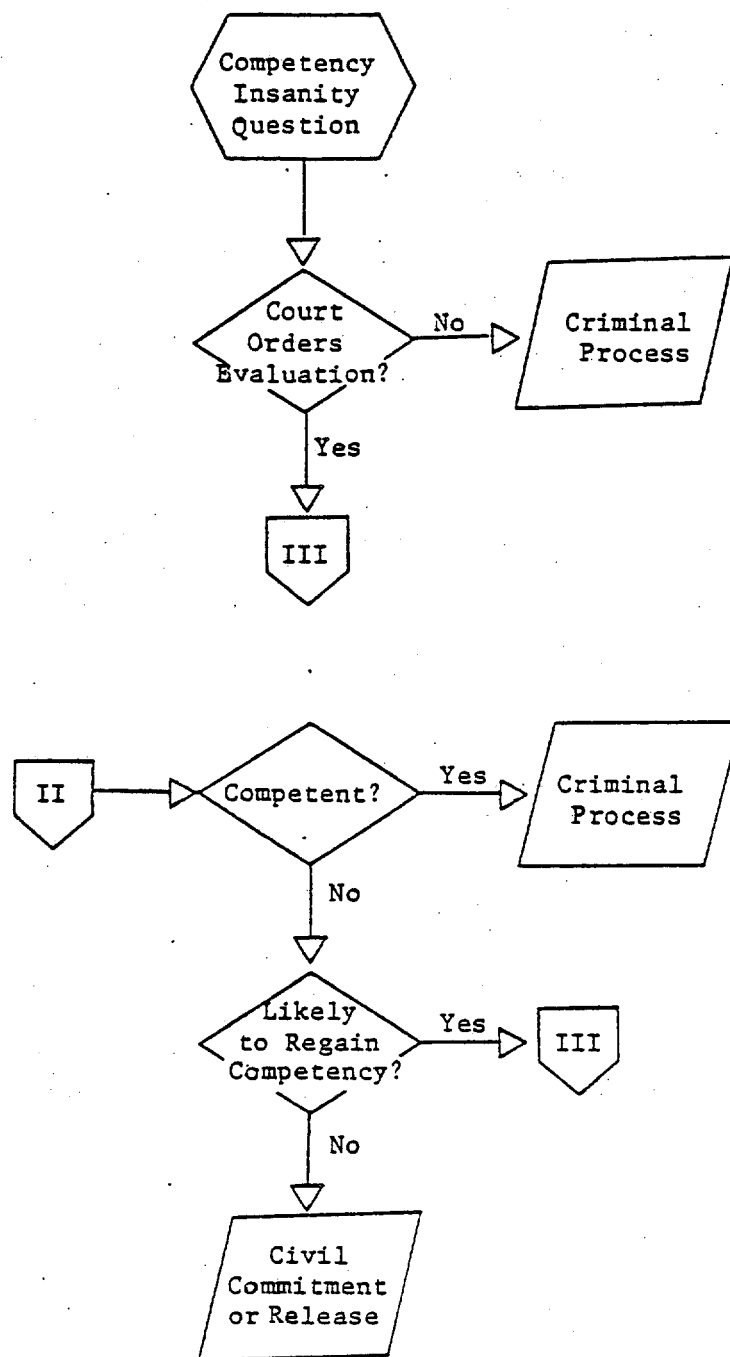 Competency
Insanity
Question
Court
Orders
Evaluation?
No
Criminal
Process
Yes
III
II
Competent?
Yes
Criminal
Process
No
Likely
to Regain
Competency?
Yes
III
No
Civil
Commitment
or Release